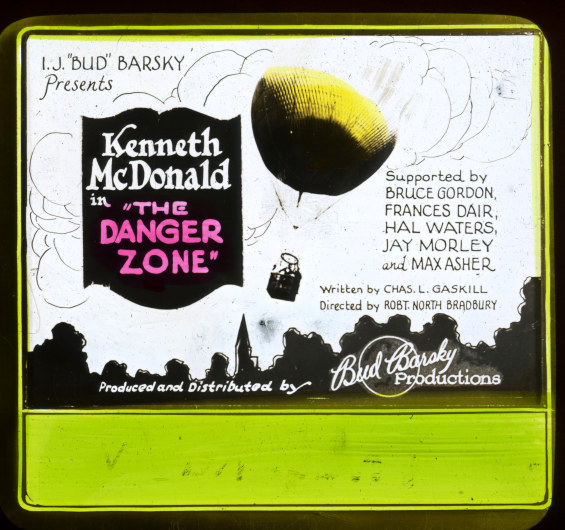 I.J. "BUD" BARSKY
Presents
Kenneth
McDonald
in "THE
DANGER
ZONE"
Supported by
BRUCE GORDON,
FRANCES DAIR,
HAL WATERS,
JAY MORLEY
and MAX ASHER
Written by CHAS. L. GASKILL
Directed by ROBT. NORTH BRADBURY
Produced and Distributed by
Bud Barsky
Productions